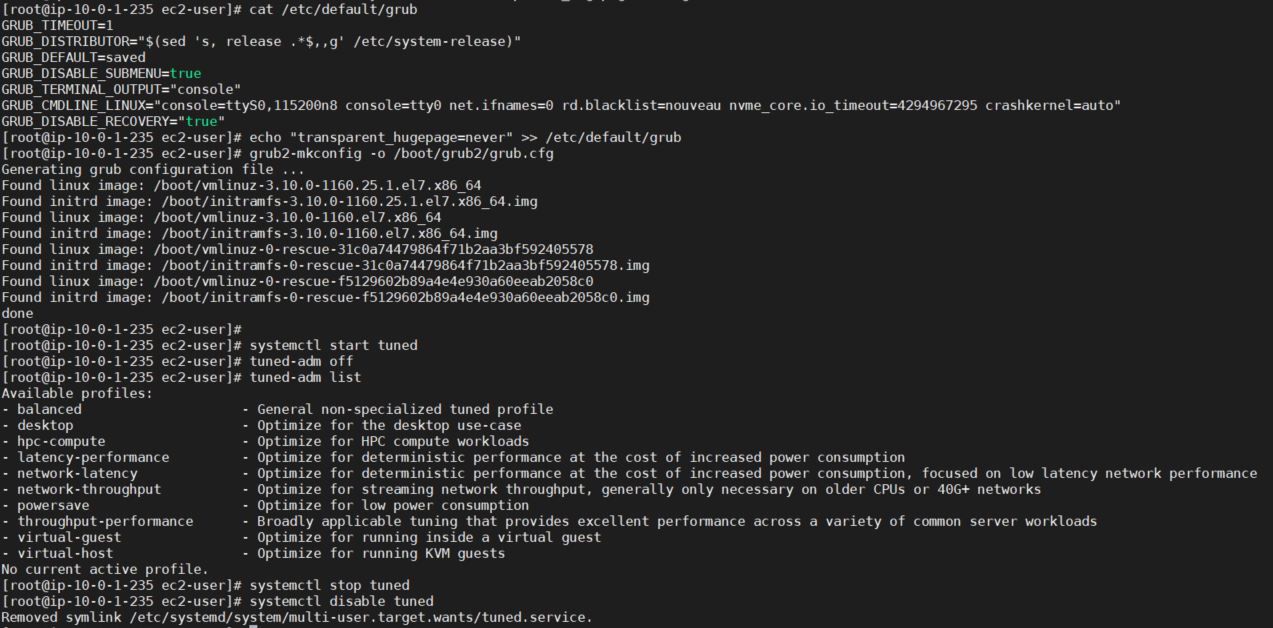 [root@ip-10-0-1-235 ec2-user]# cat /etc/default/grub
GRUB_TIMEOUT=1
GRUB_DISTRIBUTOR="$(sed 's, release .*$,,g' /etc/system-release)"
GRUB_DEFAULT=saved
GRUB_DISABLE_SUBMENU=true
GRUB_TERMINAL_OUTPUT="console"
GRUB_CMDLINE_LINUX="console=ttyS0,115200n8 console=tty0 net.ifnames=0 rd.blacklist=nouveau nvme_core.io_timeout=4294967295 crashkernel=auto"
GRUB_DISABLE_RECOVERY="true"
[root@ip-10-0-1-235 ec2-user]# echo "transparent_hugepage=never" >> /etc/default/grub
[root@ip-10-0-1-235 ec2-user]# grub2-mkconfig -o /boot/grub2/grub.cfg
Generating grub configuration file ...
Found linux image: /boot/vmlinuz-3.10.0-1160.25.1.el7.x86_64
Found initrd image: /boot/initramfs-3.10.0-1160.25.1.el7.x86_64.img
Found linux image: /boot/vmlinuz-3.10.0-1160.el7.x86_64
Found initrd image: /boot/initramfs-3.10.0-1160.el7.x86_64.img
Found linux image: /boot/vmlinuz-0-rescue-31c0a74479864f71b2aa3bf592405578
Found initrd image: /boot/initramfs-0-rescue-31c0a74479864f71b2aa3bf592405578.img
Found linux image: /boot/vmlinuz-0-rescue-f5129602b89a4e4e930a60eeab2058c0
Found initrd image: /boot/initramfs-0-rescue-f5129602b89a4e4e930a60eeab2058c0.img
done
[root@ip-10-0-1-235 ec2-user]#
[root@ip-10-0-1-235 ec2-user]# systemctl start tuned
[root@ip-10-0-1-235 ec2-user]# tuned-adm off
[root@ip-10-0-1-235 ec2-user]# tuned-adm list
Available profiles:
- balanced                    - General non-specialized tuned profile
- desktop                     - Optimize for the desktop use-case
- hpc-compute                 - Optimize for HPC compute workloads
- latency-performance         - Optimize for deterministic performance at the cost of increased power consumption
- network-latency             - Optimize for deterministic performance at the cost of increased power consumption, focused on low latency network performance
- network-throughput          - Optimize for streaming network throughput, generally only necessary on older CPUs or 40G+ networks
- powersave                   - Optimize for low power consumption
- throughput-performance      - Broadly applicable tuning that provides excellent performance across a variety of common server workloads
- virtual-guest               - Optimize for running inside a virtual guest
- virtual-host                - Optimize for running KVM guests
No current active profile.
[root@ip-10-0-1-235 ec2-user]# systemctl stop tuned
[root@ip-10-0-1-235 ec2-user]# systemctl disable tuned
Removed symlink /etc/systemd/system/multi-user.target.wants/tuned.service.